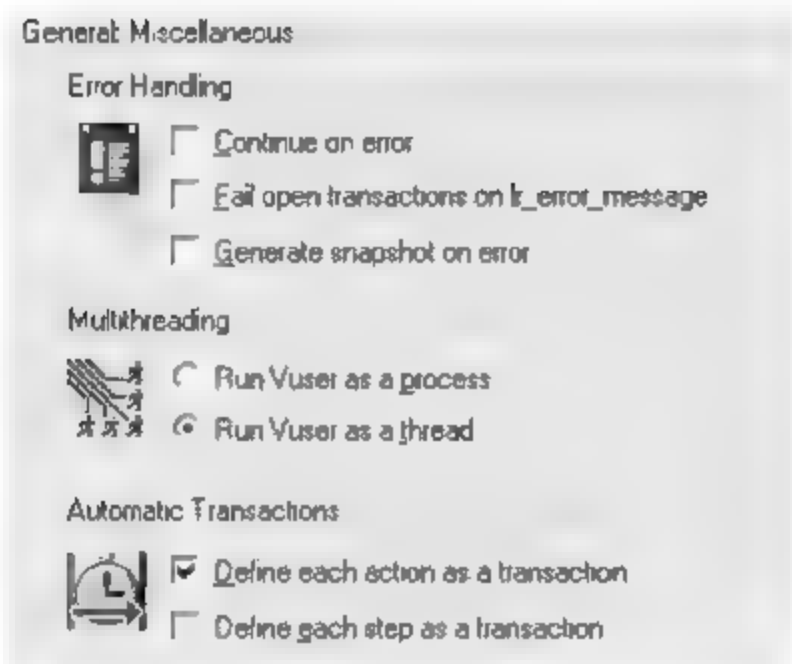 General: Miscellaneous
Error Handling
Continue on error
Fail open transactions on lr_error_message
Generate snapshot on error
Multithreading
Run Vuser as a process
Run Vuser as a thread
Automatic Transactions
Define each action as a transaction
Define each step as a transaction